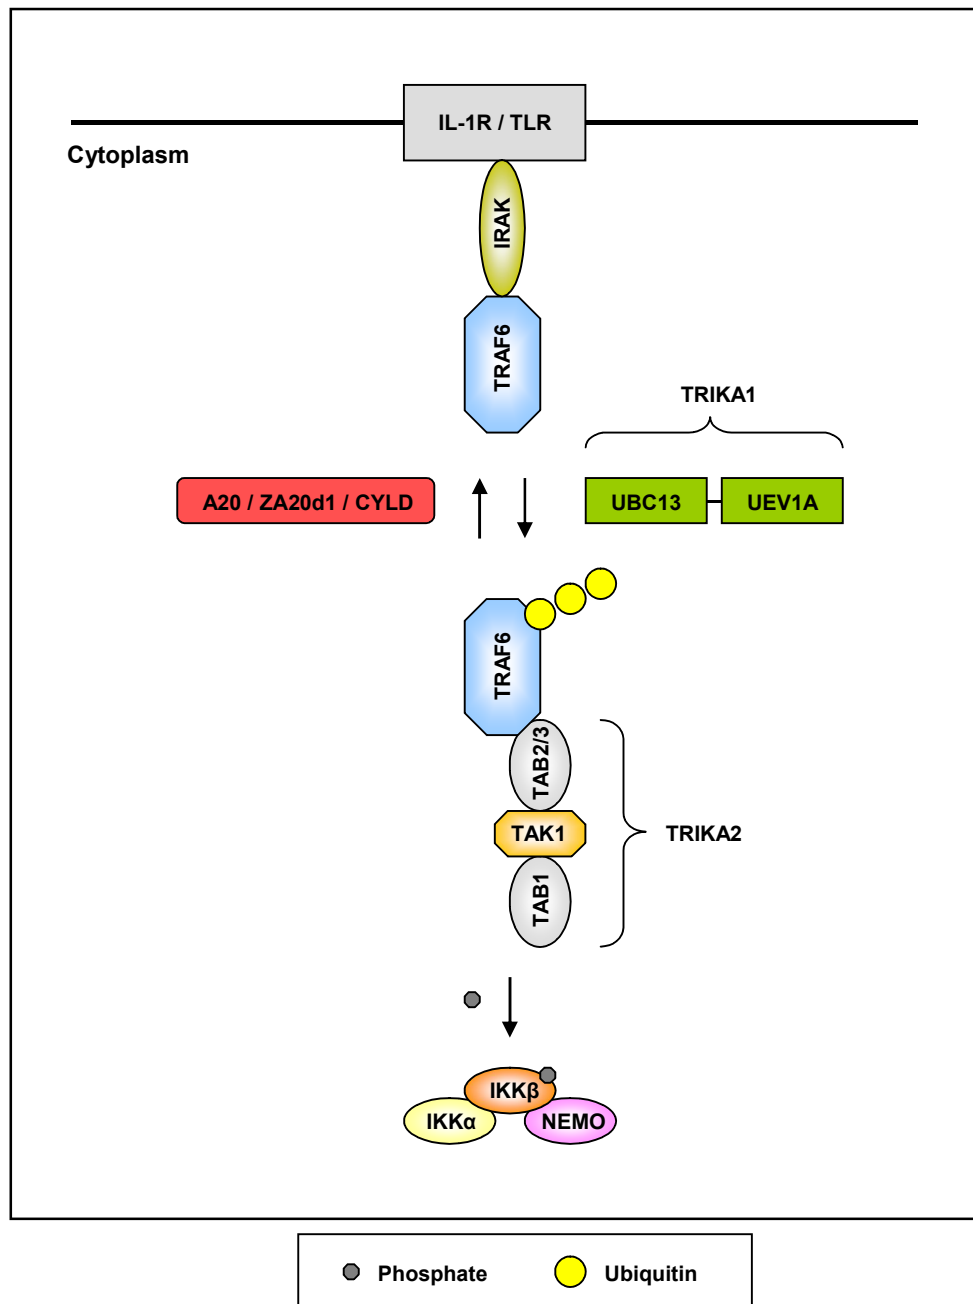 IL-1R / TLR
Cytoplasm
IRAK
TRAF6
TRIKA1
A20 / ZA20d1 / CYLD
UBC13
UEV1A
TRAF6
TAB2/3
TAK1
TRIKA2
TAB1
IKKβ
IKKα
NEMO
Phosphate
Ubiquitin